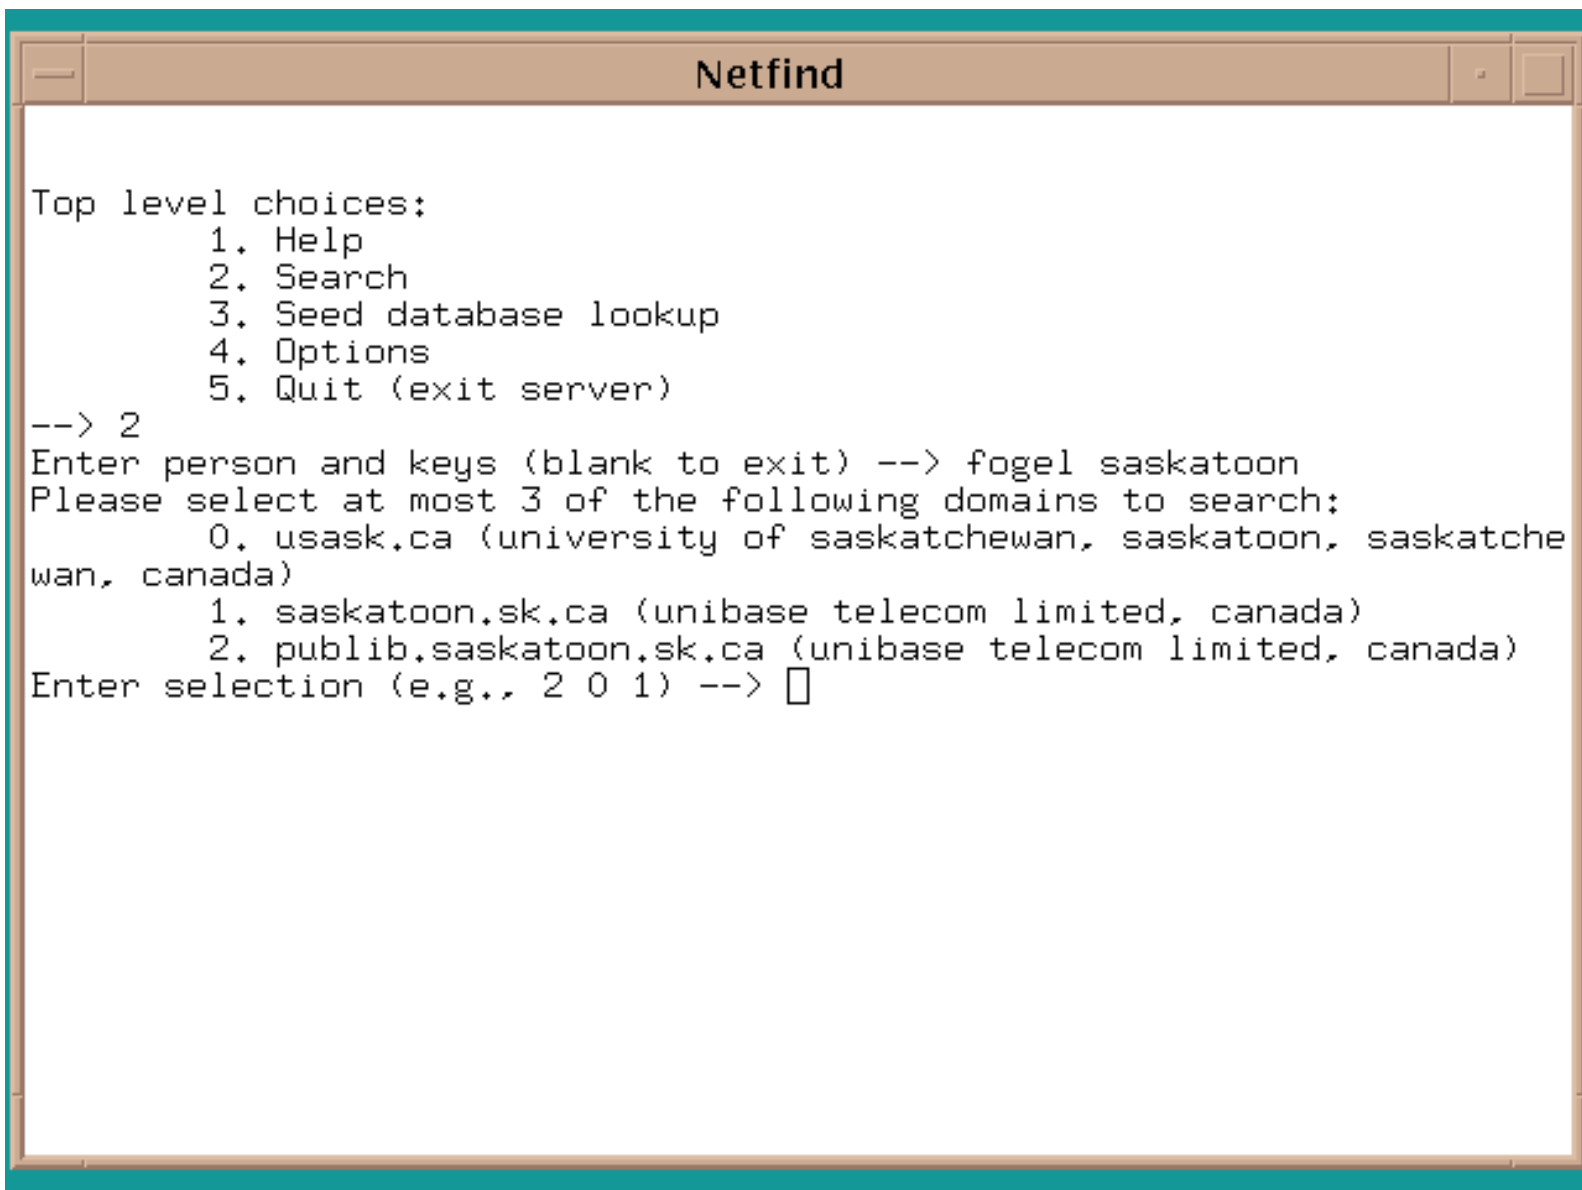 Netfind
Top level choices:
1. Help
2. Search
3. Seed database lookup
4. Options
5. Quit (exit server)
--> 2
Enter person and keys (blank to exit) --> fogel saskatoon
Please select at most 3 of the following domains to search:
0. usask.ca (university of saskatchewan, saskatoon, saskatche
wan, canada)
1. saskatoon.sk.ca (unibase telecom limited, canada)
2. publib.saskatoon.sk.ca (unibase telecom limited, canada)
Enter selection (e.g., 2 0 1) -->